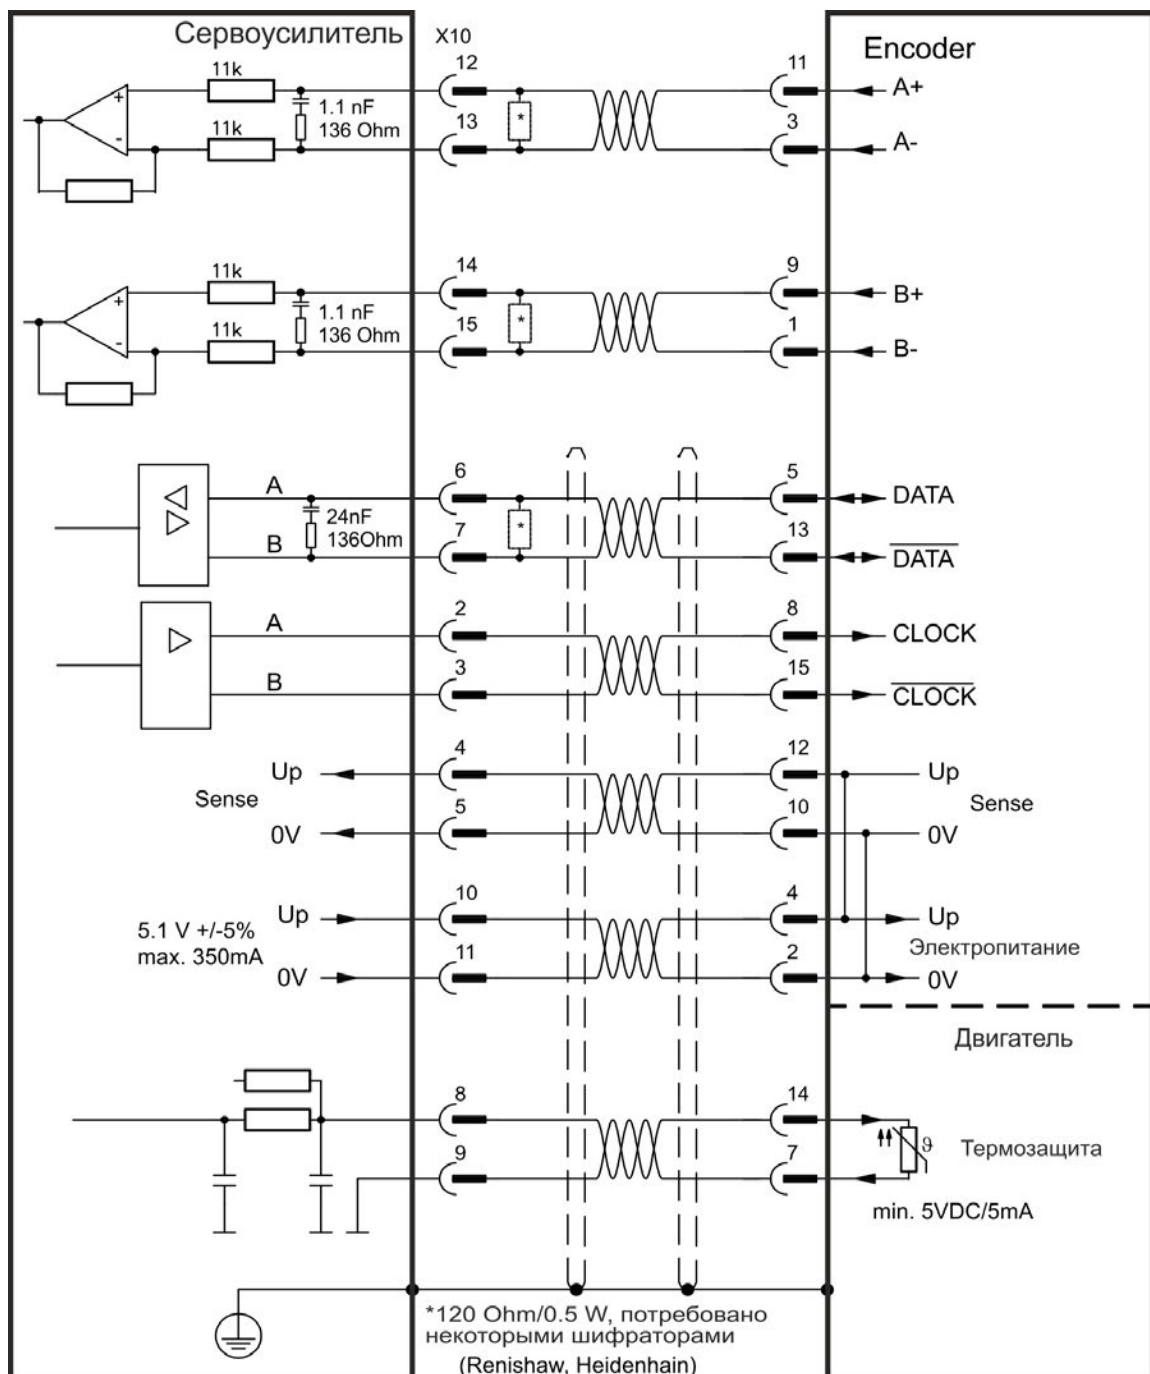 Сервоусилитель
X10
Encoder
11k
12
11
A+
+
1.1 nF
136 Ohm
*
-
11k
13
3
A-
11k
14
9
B+
+
1.1 nF
136 Ohm
*
-
11k
15
1
B-
A
6
5
DATA
24nF
136Ohm
*
B
7
13
DATA
A
2
8
CLOCK
B
3
15
CLOCK
Up
4
12
Up
Sense
Sense
0V
5
10
0V
Up
10
4
Up
5.1 V +/-5%
max. 350mA
Электропитание
0V
11
2
0V
Двигатель
8
14
ϑ
Термозащита
9
7
min. 5VDC/5mA
*120 Ohm/0.5 W, потребовано
некоторыми шифраторами
(Renishaw, Heidenhain)